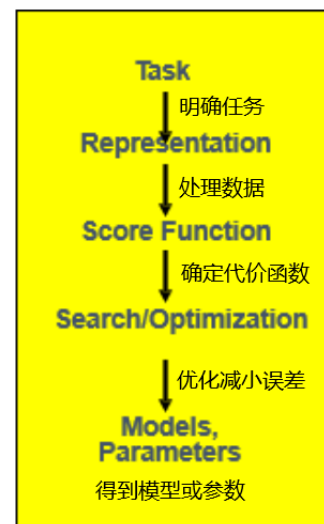 Task
明确任务
Representation
处理数据
Score Function
确定代价函数
Search/Optimization
优化减小误差
Models,
Parameters
得到模型或参数